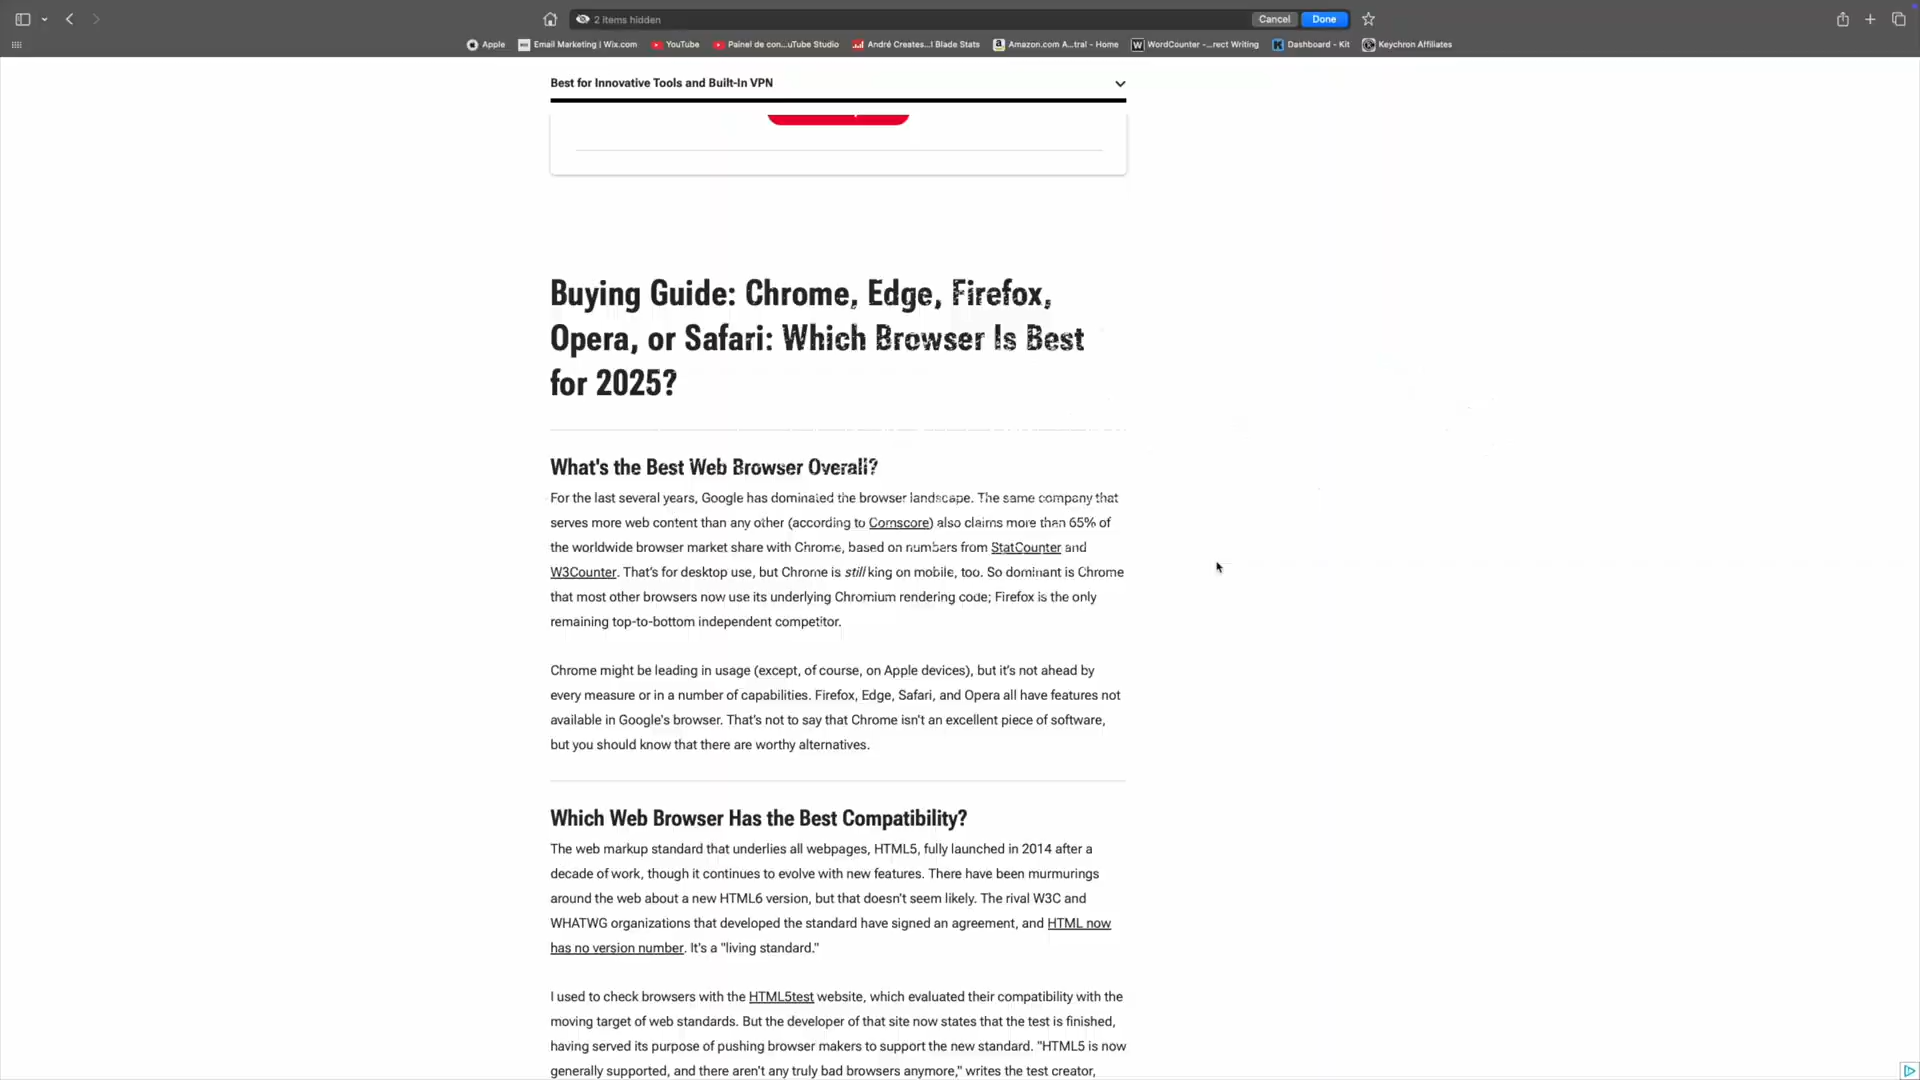 2 items hidden
Cancel
Done
Apple
Email Marketing | Wix.com
YouTube
Painel de con...uTube Studio
André Creates...l Blade Stats
Amazon.com A...tral - Home
WordCounter -...rect Writing
Dashboard - Kit
Keychron Affiliates
Best for Innovative Tools and Built-In VPN
Buying Guide: Chrome, Edge, Firefox,
Opera, or Safari: Which Browser Is Best
for 2025?
What's the Best Web Browser Overall?
For the last several years, Google has dominated the browser landscape. The same company that
serves more web content than any other (according to Comscore) also claims more than 65% of
the worldwide browser market share with Chrome, based on numbers from StatCounter and
W3Counter. That's for desktop use, but Chrome is still king on mobile, too. So dominant is Chrome
that most other browsers now use its underlying Chromium rendering code; Firefox is the only
remaining top-to-bottom independent competitor.
Chrome might be leading in usage (except, of course, on Apple devices), but it's not ahead by
every measure or in a number of capabilities. Firefox, Edge, Safari, and Opera all have features not
available in Google's browser. That's not to say that Chrome isn't an excellent piece of software,
but you should know that there are worthy alternatives.
Which Web Browser Has the Best Compatibility?
The web markup standard that underlies all webpages, HTML5, fully launched in 2014 after a
decade of work, though it continues to evolve with new features. There have been murmurings
around the web about a new HTML6 version, but that doesn't seem likely. The rival W3C and
WHATWG organizations that developed the standard have signed an agreement, and HTML now
has no version number. It's a "living standard."
I used to check browsers with the HTML5test website, which evaluated their compatibility with the
moving target of web standards. But the developer of that site now states that the test is finished,
having served its purpose of pushing browser makers to support the new standard. "HTML5 is now
generally supported, and there aren't any truly bad browsers anymore," writes the test creator,